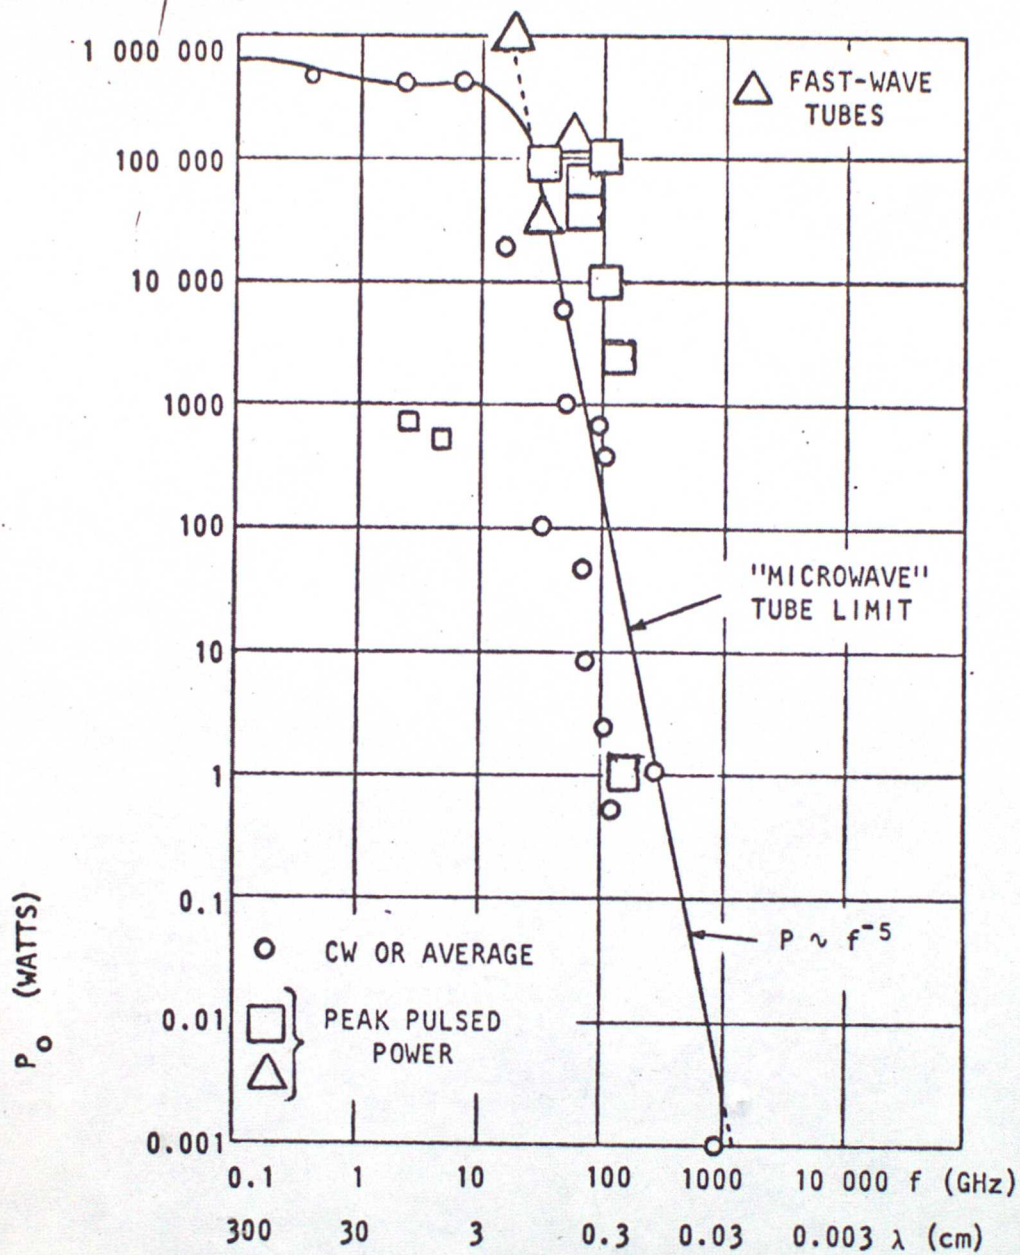 1 000 000
FAST-WAVE
TUBES
100 000
10 000
1000
100
"MICROWAVE"
TUBE LIMIT
10
1
0.1
P ~ f⁻⁵
CW OR AVERAGE
0.01
PEAK PULSED
POWER
0.001
P₀ (WATTS)
0.1 1 10 100 1000 10 000 f (GHz)
300 30 3 0.3 0.03 0.003 λ (cm)